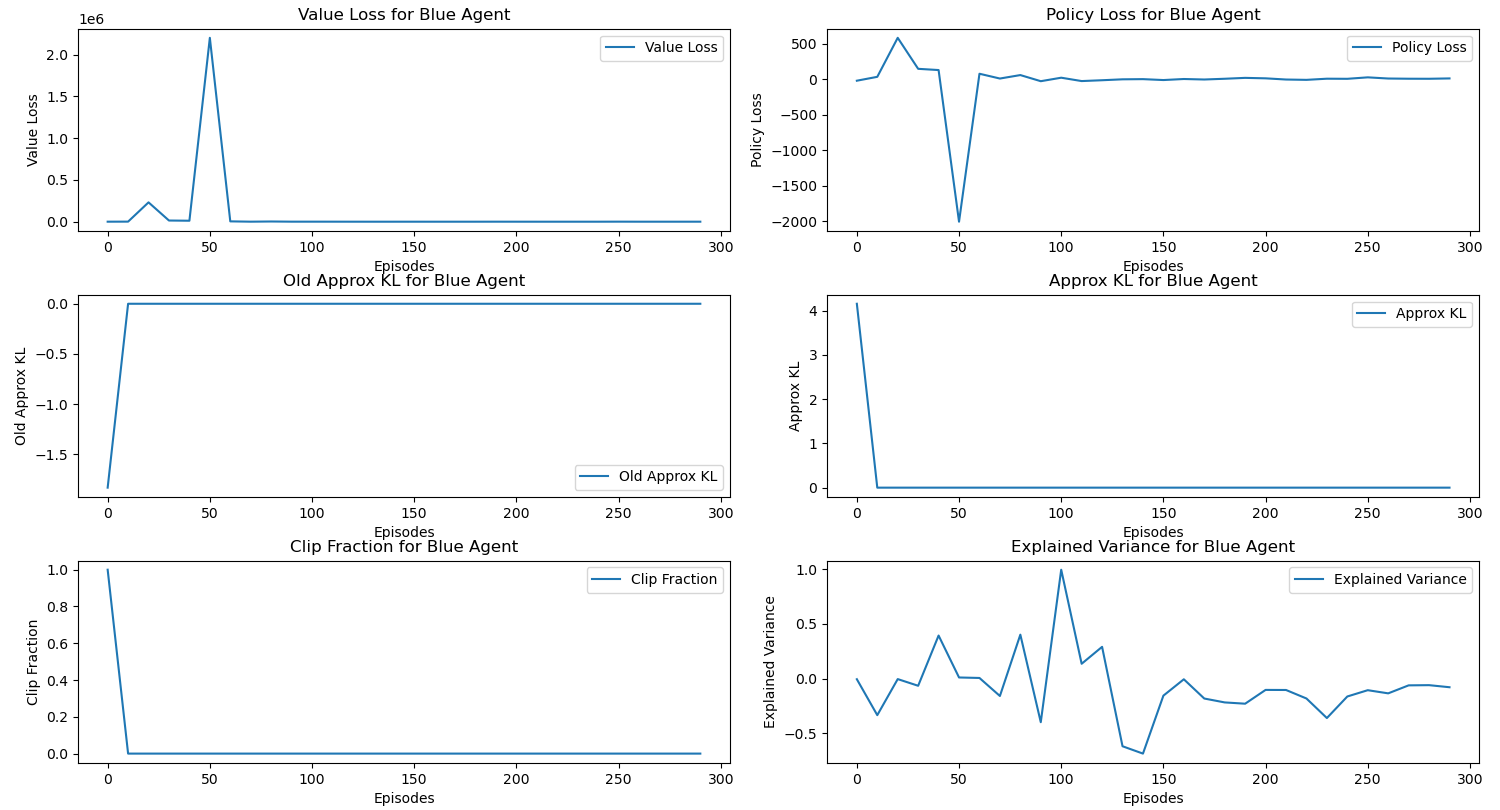 Value Loss for Blue Agent
1e6
Value Loss
2.0
1.5
1.0
0.5
0.0
Value Loss
0 50 100 150 200 250 300
Episodes
Policy Loss for Blue Agent
Policy Loss
500
0
−500
−1000
−1500
−2000
Policy Loss
0 50 100 150 200 250 300
Episodes
Old Approx KL for Blue Agent
0.0
−0.5
−1.0
−1.5
Old Approx KL
Old Approx KL
0 50 100 150 200 250 300
Episodes
Approx KL for Blue Agent
Approx KL
4
3
2
1
0
Approx KL
0 50 100 150 200 250 300
Episodes
Clip Fraction for Blue Agent
Clip Fraction
1.0
0.8
0.6
0.4
0.2
0.0
Clip Fraction
0 50 100 150 200 250 300
Episodes
Explained Variance for Blue Agent
Explained Variance
1.0
0.5
0.0
−0.5
Explained Variance
0 50 100 150 200 250 300
Episodes